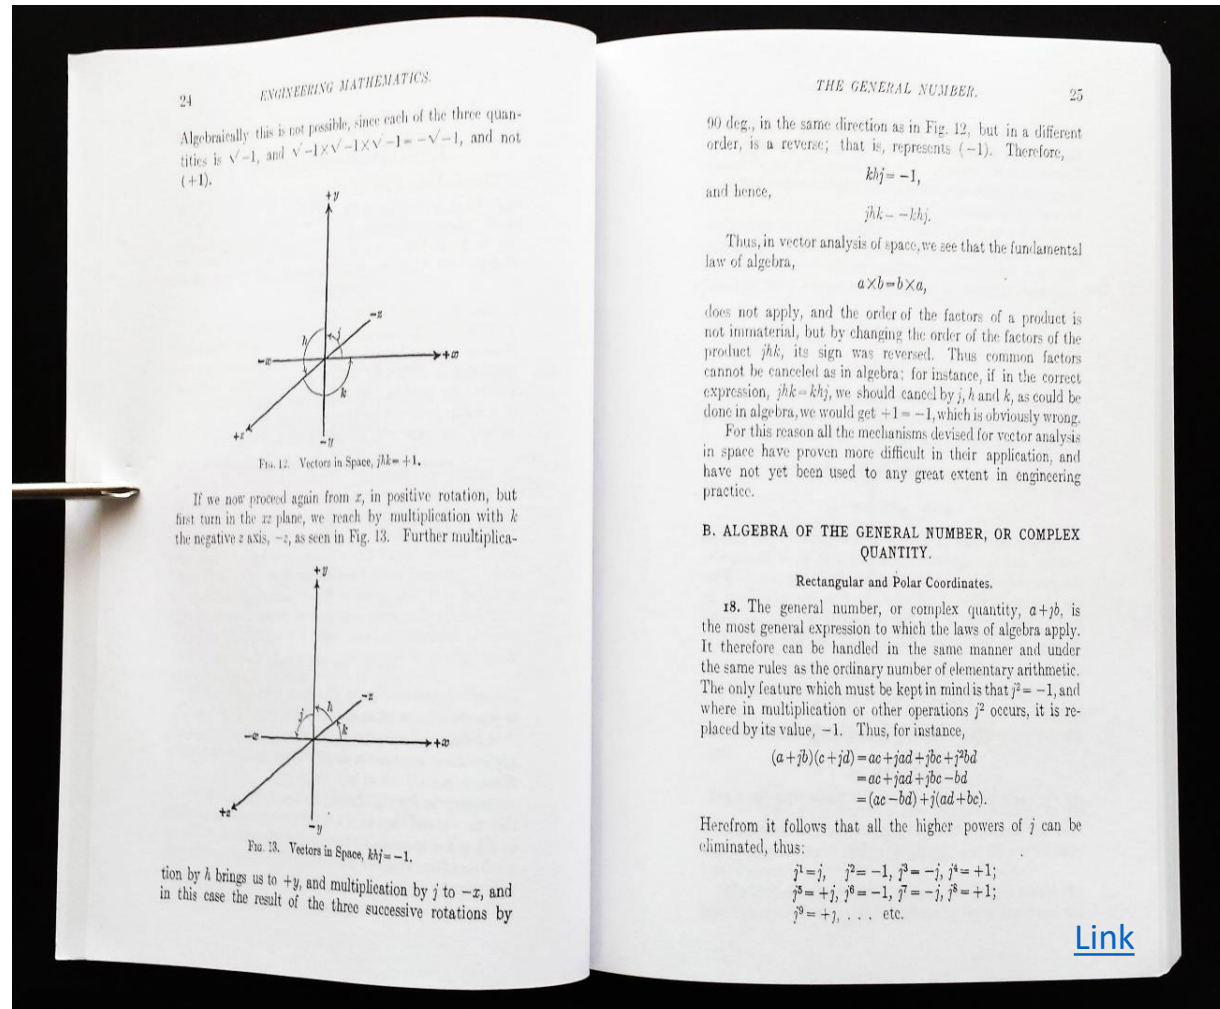 24
ENGINEERING MATHEMATICS.
Algebraically this is not possible, since each of the three quan-
tities is √−1, and √−1×√−1×√−1=−√−1, and not
(+1).
+y
−z
h
j
−x
+x
k
+z
−y
FIG. 12. Vectors in Space, jhk=+1.
If we now proceed again from x, in positive rotation, but
first turn in the xz plane, we reach by multiplication with k
the negative z axis, −z, as seen in Fig. 13. Further multiplica-
+y
−z
j
h
k
−x
+x
+z
−y
FIG. 13. Vectors in Space, khj=−1.
tion by h brings us to +y, and multiplication by j to −x, and
in this case the result of the three successive rotations by
THE GENERAL NUMBER.
25
90 deg., in the same direction as in Fig. 12, but in a different
order, is a reverse; that is, represents (−1). Therefore,
khj=−1,
and hence,
jhk=−khj.
Thus, in vector analysis of space, we see that the fundamental
law of algebra,
a×b=b×a,
does not apply, and the order of the factors of a product is
not immaterial, but by changing the order of the factors of the
product jhk, its sign was reversed. Thus common factors
cannot be canceled as in algebra; for instance, if in the correct
expression, jhk=khj, we should cancel by j, h and k, as could be
done in algebra, we would get +1=−1, which is obviously wrong.
For this reason all the mechanisms devised for vector analysis
in space have proven more difficult in their application, and
have not yet been used to any great extent in engineering
practice.
B. ALGEBRA OF THE GENERAL NUMBER, OR COMPLEX
QUANTITY.
Rectangular and Polar Coordinates.
18. The general number, or complex quantity, a+jb, is
the most general expression to which the laws of algebra apply.
It therefore can be handled in the same manner and under
the same rules as the ordinary number of elementary arithmetic.
The only feature which must be kept in mind is that j²=−1, and
where in multiplication or other operations j² occurs, it is re-
placed by its value, −1. Thus, for instance,
(a+jb)(c+jd)=ac+jad+jbc+j²bd
=ac+jad+jbc−bd
=(ac−bd)+j(ad+bc).
Herefrom it follows that all the higher powers of j can be
eliminated, thus:
j¹=j, j²=−1, j³=−j, j⁴=+1;
j⁵=+j, j⁶=−1, j⁷=−j, j⁸=+1;
j⁹=+j, . . . etc.
Link